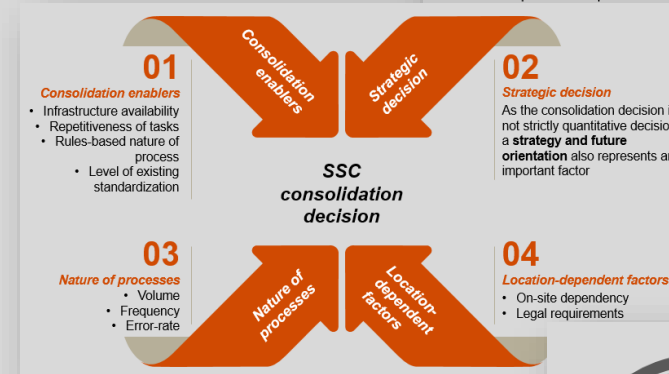 Consolidation
enablers
Strategic
decision
01
Consolidation enablers
• Infrastructure availability
• Repetitiveness of tasks
• Rules-based nature of
process
• Level of existing
standardization
02
Strategic decision
As the consolidation decision
not strictly quantitative
a strategy and future
orientation also represents
important factor
SSC
consolidation
decision
03
Nature of processes
• Volume
• Frequency
• Error-rate
Nature of
processes
Location-
dependent
factors
04
Location-dependent factors
• On-site dependency
• Legal requirements